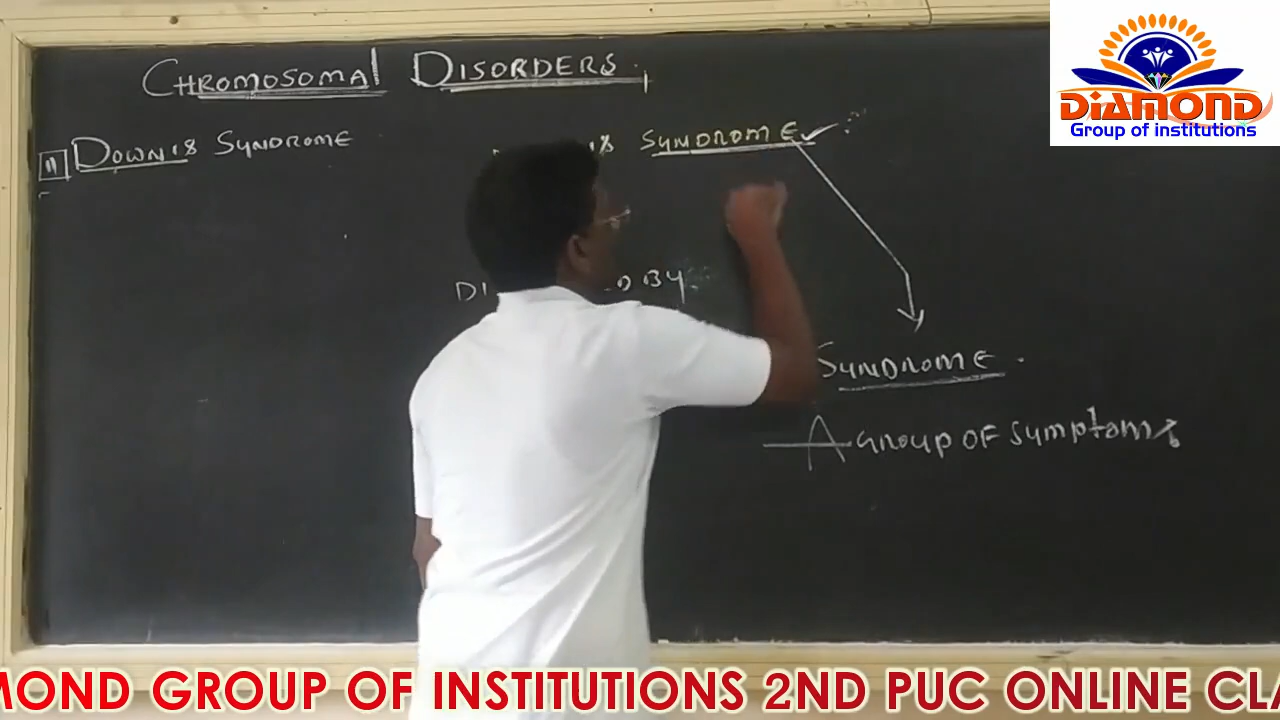 CHROMOSOMAL DISORDERS.
DOWN'S SYNDROME
SYNDROME
BY
SYNDROME.
A group OF Symptoms
DiAMOND
Group of institutions
MOND GROUP OF INSTITUTIONS 2ND PUC ONLINE CLA